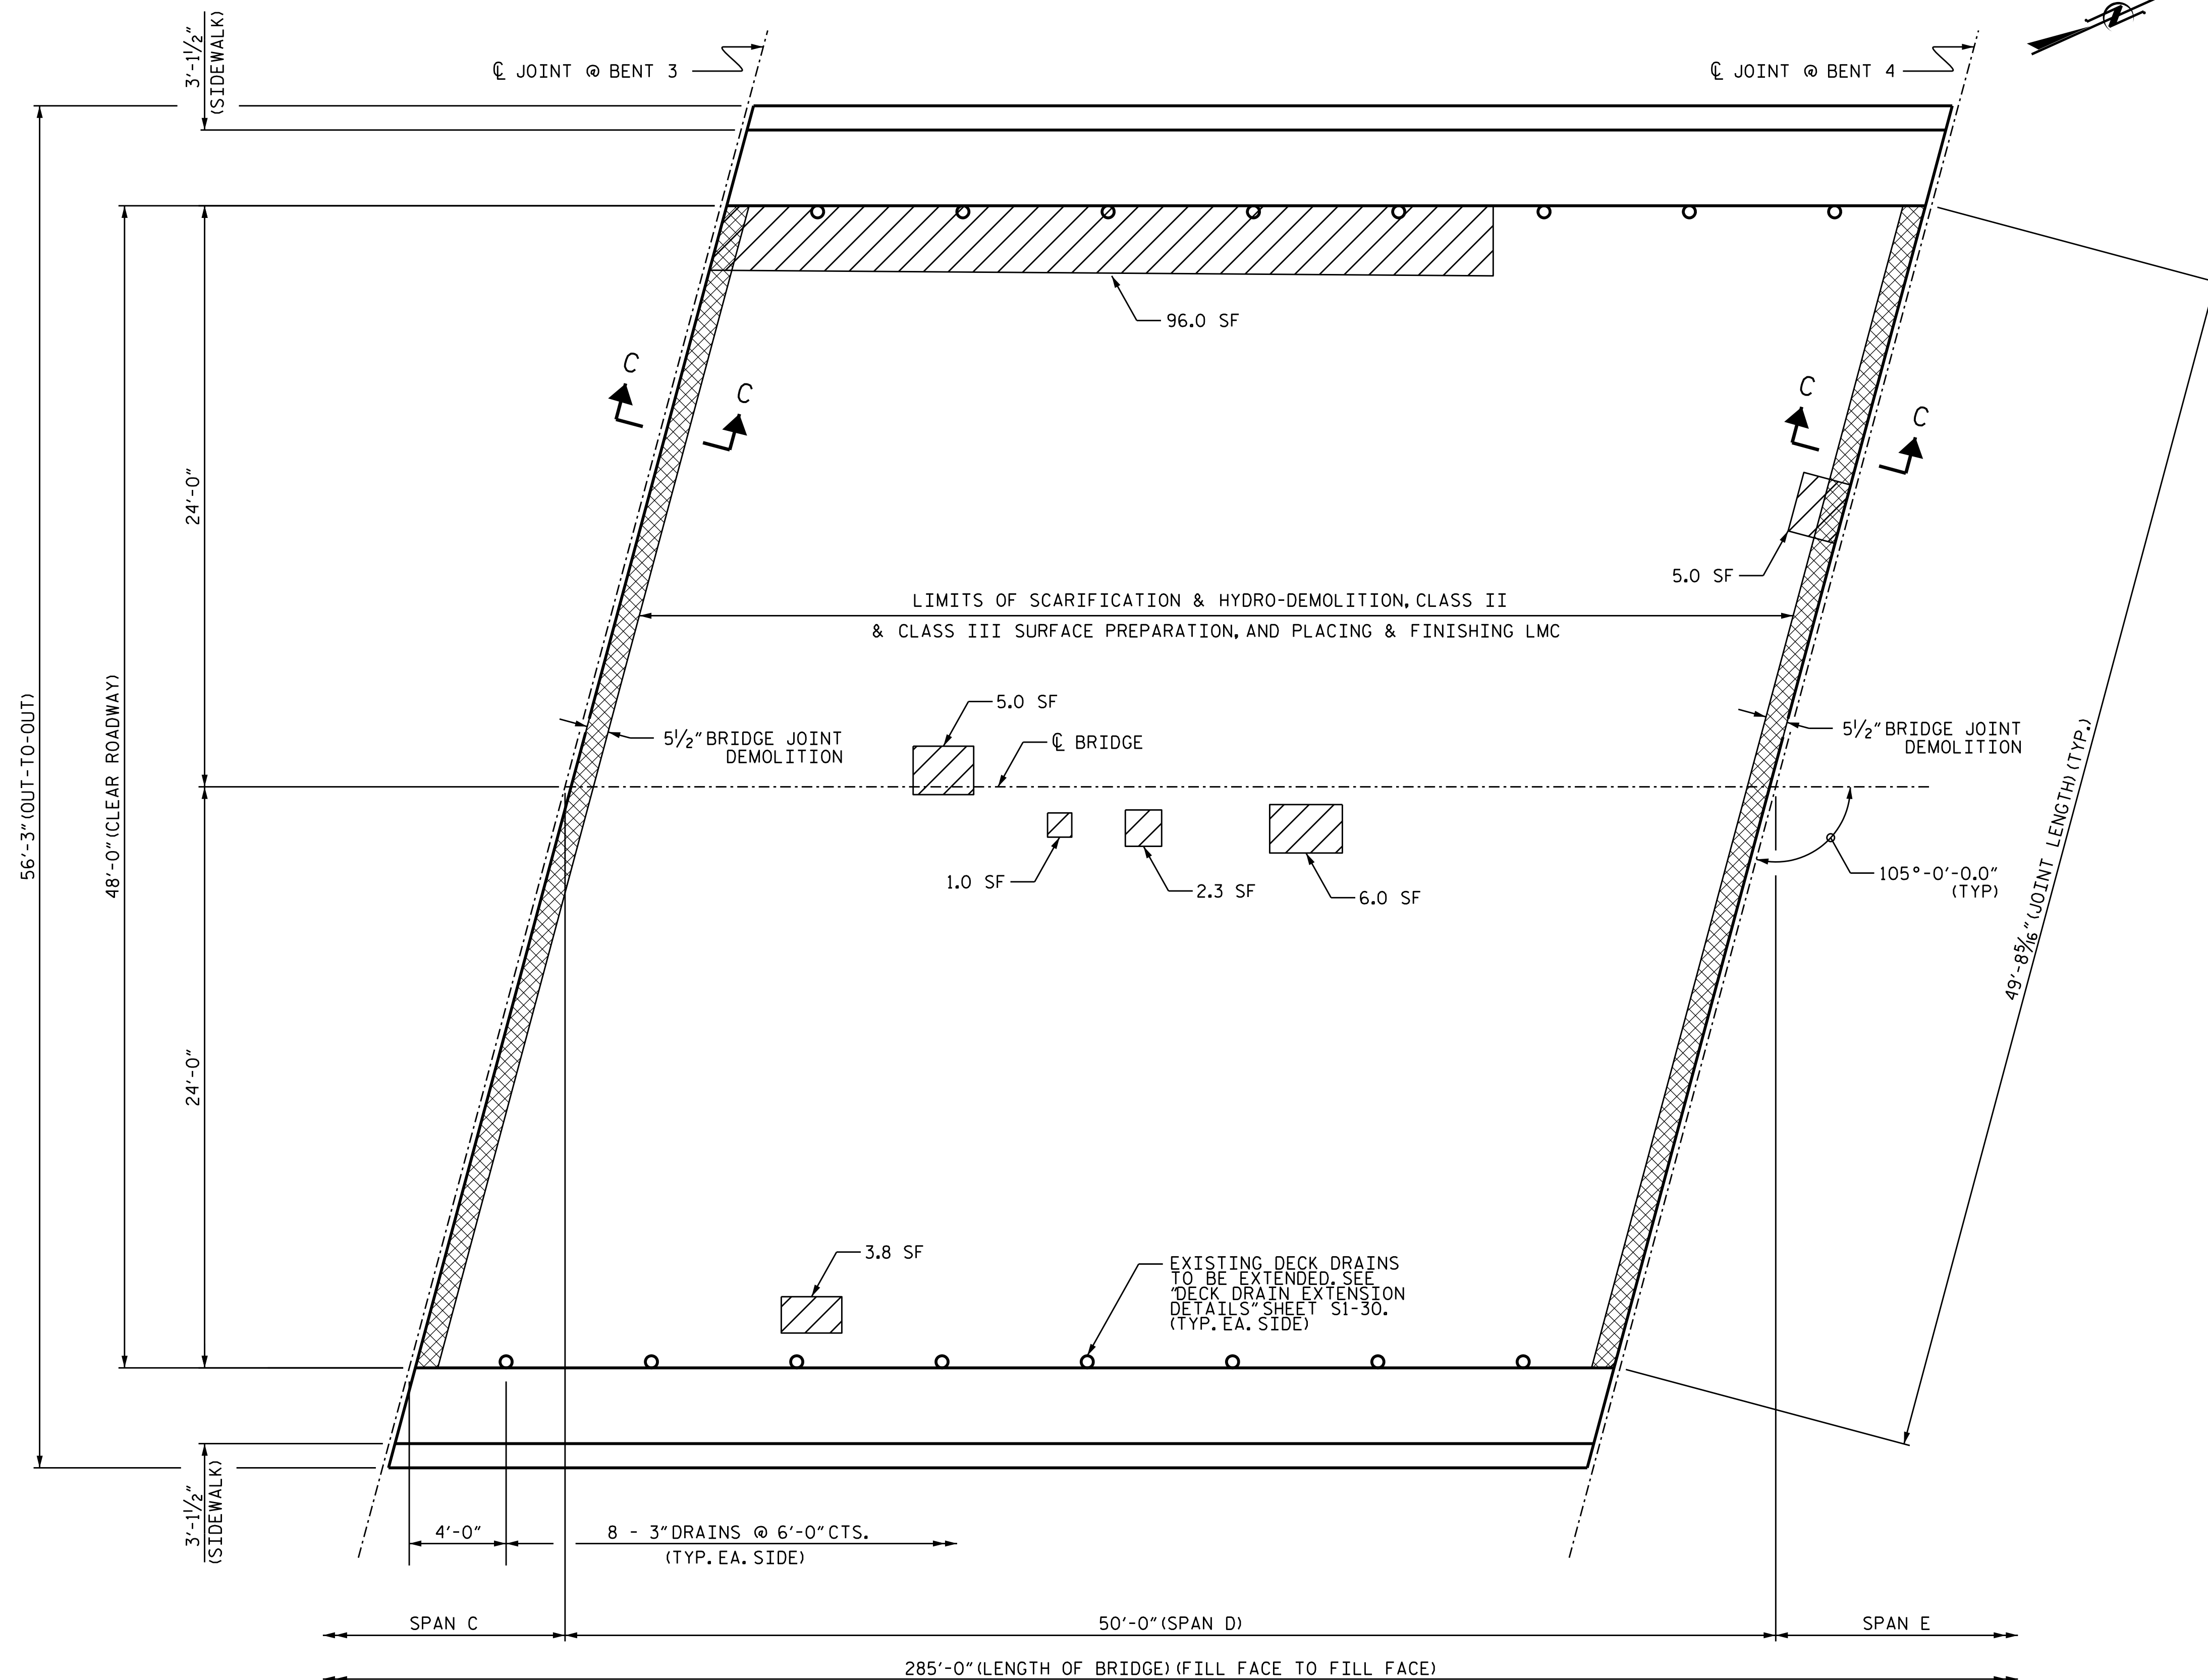 3'-1½"
(SIDEWALK)
℄ JOINT @ BENT 3
℄ JOINT @ BENT 4
N
96.0 SF
C
C
C
C
24'-0"
5.0 SF
LIMITS OF SCARIFICATION & HYDRO-DEMOLITION, CLASS II
& CLASS III SURFACE PREPARATION, AND PLACING & FINISHING LMC
56'-3" (OUT-TO-OUT)
48'-0" (CLEAR ROADWAY)
5.0 SF
℄ BRIDGE
5½" BRIDGE JOINT
DEMOLITION
5½" BRIDGE JOINT
DEMOLITION
1.0 SF
2.3 SF
6.0 SF
105°-0'-0.0"
(TYP)
49'-8⁵⁄₁₆" (JOINT LENGTH) (TYP.)
24'-0"
3.8 SF
EXISTING DECK DRAINS
TO BE EXTENDED. SEE
"DECK DRAIN EXTENSION
DETAILS" SHEET S1-30.
(TYP. EA. SIDE)
3'-1½"
(SIDEWALK)
4'-0"
8 - 3" DRAINS @ 6'-0" CTS.
(TYP. EA. SIDE)
SPAN C
50'-0" (SPAN D)
SPAN E
285'-0" (LENGTH OF BRIDGE) (FILL FACE TO FILL FACE)